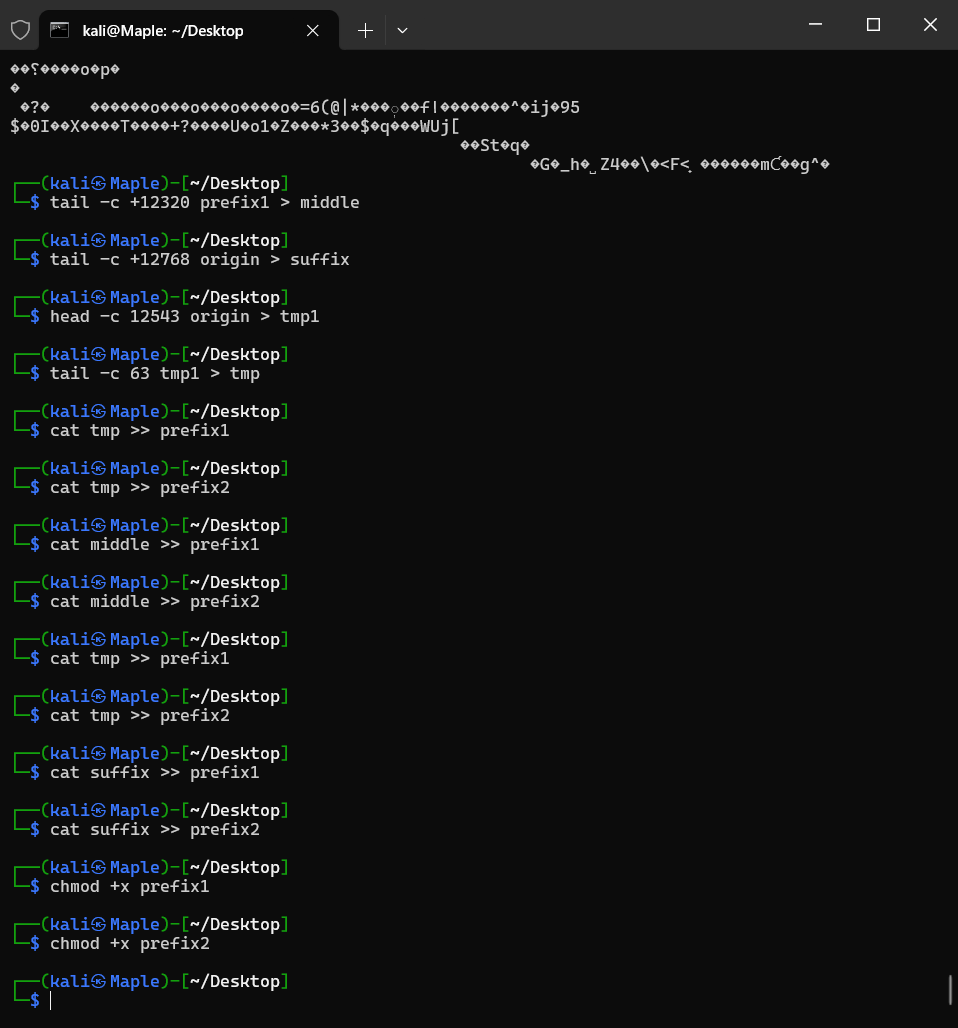 kali@Maple: ~/Desktop
��؟����o�p�
�
�?� ������o���o���o����o�=6(@|*���
$�0I��X����T����+?����U�o1�Z���*3��$�q���WUj[
��St�q�
┌──(kali㉿Maple)-[~/Desktop]
└─$ tail -c +12320 prefix1 > middle
┌──(kali㉿Maple)-[~/Desktop]
└─$ tail -c +12768 origin > suffix
┌──(kali㉿Maple)-[~/Desktop]
└─$ head -c 12543 origin > tmp1
┌──(kali㉿Maple)-[~/Desktop]
└─$ tail -c 63 tmp1 > tmp
┌──(kali㉿Maple)-[~/Desktop]
└─$ cat tmp >> prefix1
┌──(kali㉿Maple)-[~/Desktop]
└─$ cat tmp >> prefix2
┌──(kali㉿Maple)-[~/Desktop]
└─$ cat middle >> prefix1
┌──(kali㉿Maple)-[~/Desktop]
└─$ cat middle >> prefix2
┌──(kali㉿Maple)-[~/Desktop]
└─$ cat tmp >> prefix1
┌──(kali㉿Maple)-[~/Desktop]
└─$ cat tmp >> prefix2
┌──(kali㉿Maple)-[~/Desktop]
└─$ cat suffix >> prefix1
┌──(kali㉿Maple)-[~/Desktop]
└─$ cat suffix >> prefix2
┌──(kali㉿Maple)-[~/Desktop]
└─$ chmod +x prefix1
┌──(kali㉿Maple)-[~/Desktop]
└─$ chmod +x prefix2
┌──(kali㉿Maple)-[~/Desktop]
└─$